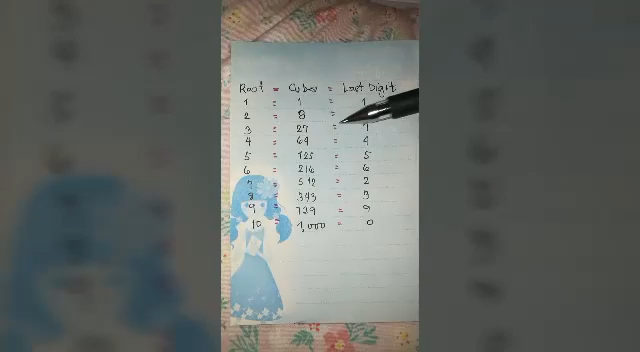 Root = Cubes = Last Digit
1 = 1 = 1
2 = 8 =
3 = 27 = 7
4 = 64 = 4
5 = 125 = 5
6 = 216 = 6
7 = 512 = 2
8 = 343 = 3
9 = 729 = 9
10 = 1,000 = 0